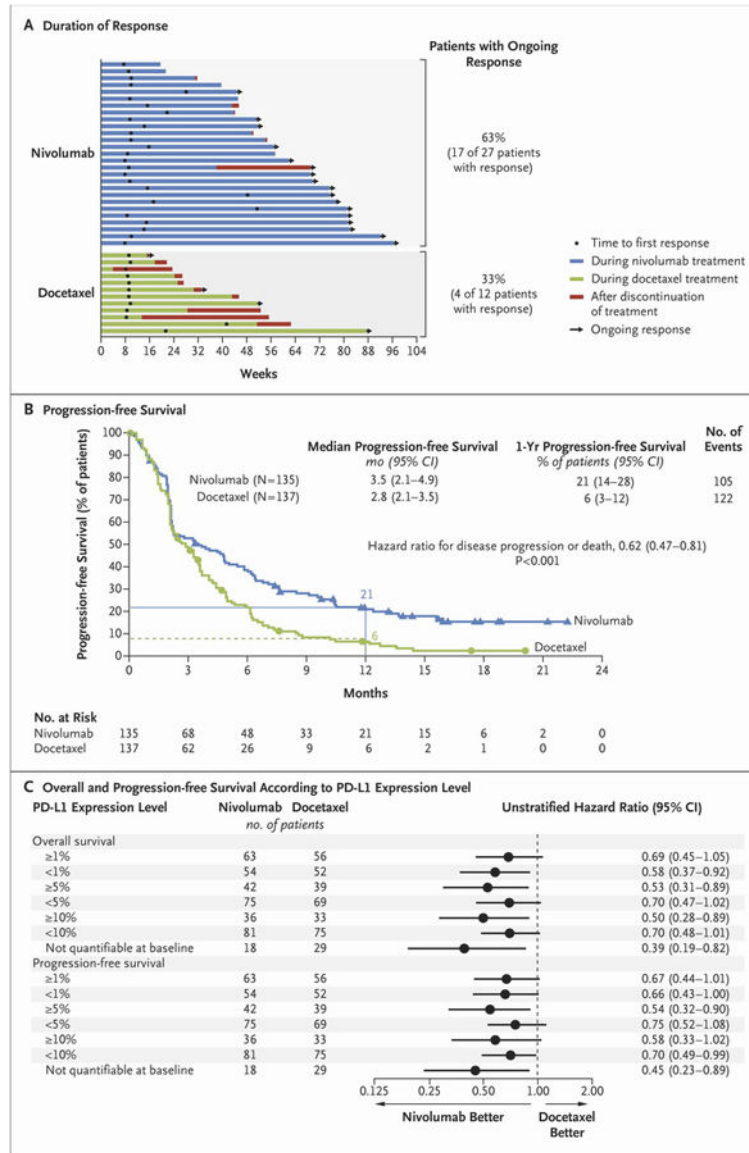 A Duration of Response
Patients with Ongoing
Response
Nivolumab
63%
(17 of 27 patients
with response)
Docetaxel
33%
(4 of 12 patients
with response)
Time to first response
During nivolumab treatment
During docetaxel treatment
After discontinuation
of treatment
Ongoing response
0 8 16 24 32 40 48 56 64 72 80 88 96 104
Weeks
B Progression-free Survival
Progression-free Survival (% of patients)
100
90
80
70
60
50
40
30
20
10
0
Median Progression-free Survival 1-Yr Progression-free Survival No. of
Events
mo (95% CI) % of patients (95% CI)
Nivolumab (N=135) 3.5 (2.1–4.9) 21 (14–28) 105
Docetaxel (N=137) 2.8 (2.1–3.5) 6 (3–12) 122
Hazard ratio for disease progression or death, 0.62 (0.47–0.81)
P<0.001
21
6
Nivolumab
Docetaxel
0 3 6 9 12 15 18 21 24
Months
No. at Risk
Nivolumab 135 68 48 33 21 15 6 2 0
Docetaxel 137 62 26 9 6 2 1 0 0
C Overall and Progression-free Survival According to PD-L1 Expression Level
PD-L1 Expression Level Nivolumab Docetaxel Unstratified Hazard Ratio (95% CI)
no. of patients
Overall survival
≥1% 63 56 0.69 (0.45–1.05)
<1% 54 52 0.58 (0.37–0.92)
≥5% 42 39 0.53 (0.31–0.89)
<5% 75 69 0.70 (0.47–1.02)
≥10% 36 33 0.50 (0.28–0.89)
<10% 81 75 0.70 (0.48–1.01)
Not quantifiable at baseline 18 29 0.39 (0.19–0.82)
Progression-free survival
≥1% 63 56 0.67 (0.44–1.01)
<1% 54 52 0.66 (0.43–1.00)
≥5% 42 39 0.54 (0.32–0.90)
<5% 75 69 0.75 (0.52–1.08)
≥10% 36 33 0.58 (0.33–1.02)
<10% 81 75 0.70 (0.49–0.99)
Not quantifiable at baseline 18 29 0.45 (0.23–0.89)
0.125 0.25 0.50 1.00 2.00
Nivolumab Better Docetaxel
Better